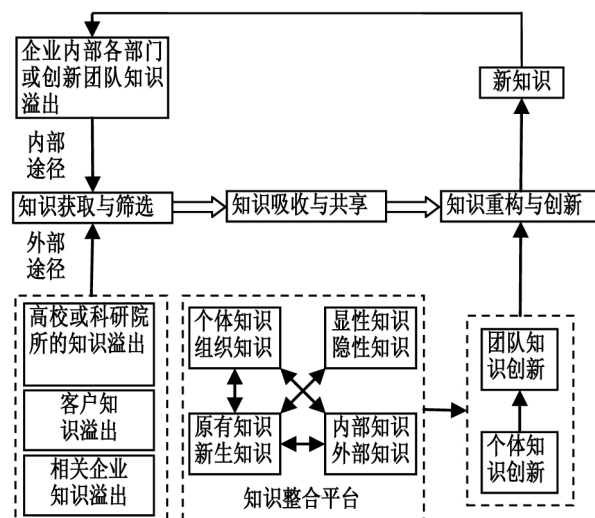 企业内部各部门
或创新团队知识
溢出
新知识
内部
途径
知识获取与筛选
知识吸收与共享
知识重构与创新
外部
途径
高校或科研院
所的知识溢出
客户知
识溢出
相关企业
知识溢出
个体知识
组织知识
显性知识
隐性知识
原有知识
新生知识
内部知识
外部知识
知识整合平台
团队知
识创新
个体知
识创新